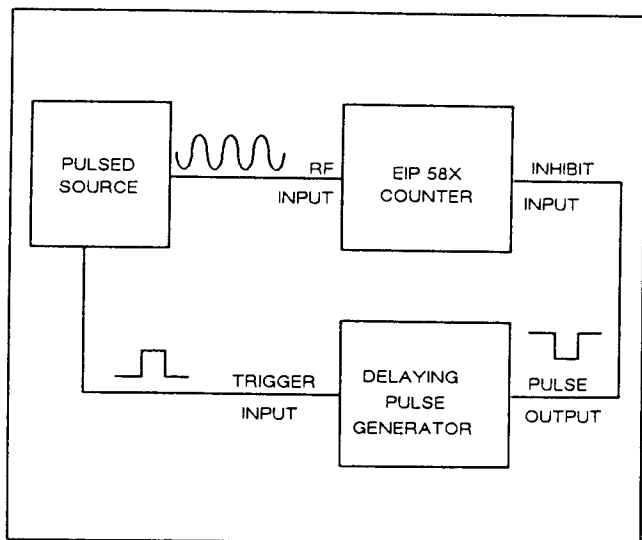 PULSED
SOURCE
RF
INPUT
EIP 58X
COUNTER
INHIBIT
INPUT
TRIGGER
INPUT
DELAYING
PULSE
GENERATOR
PULSE
OUTPUT